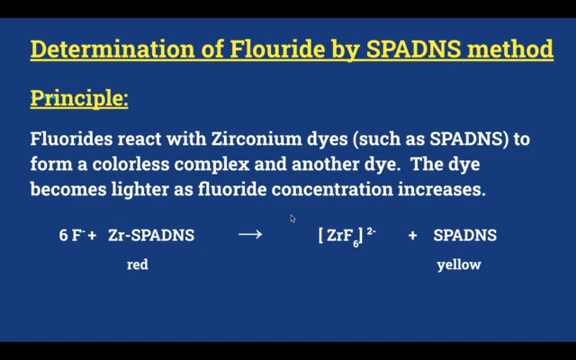 Determination of Flouride by SPADNS method
Principle:
Fluorides react with Zirconium dyes (such as SPADNS) to
form a colorless complex and another dye. The dye
becomes lighter as fluoride concentration increases.
6 F⁻ + Zr-SPADNS → [ ZrF₆] ²⁻ + SPADNS
red yellow